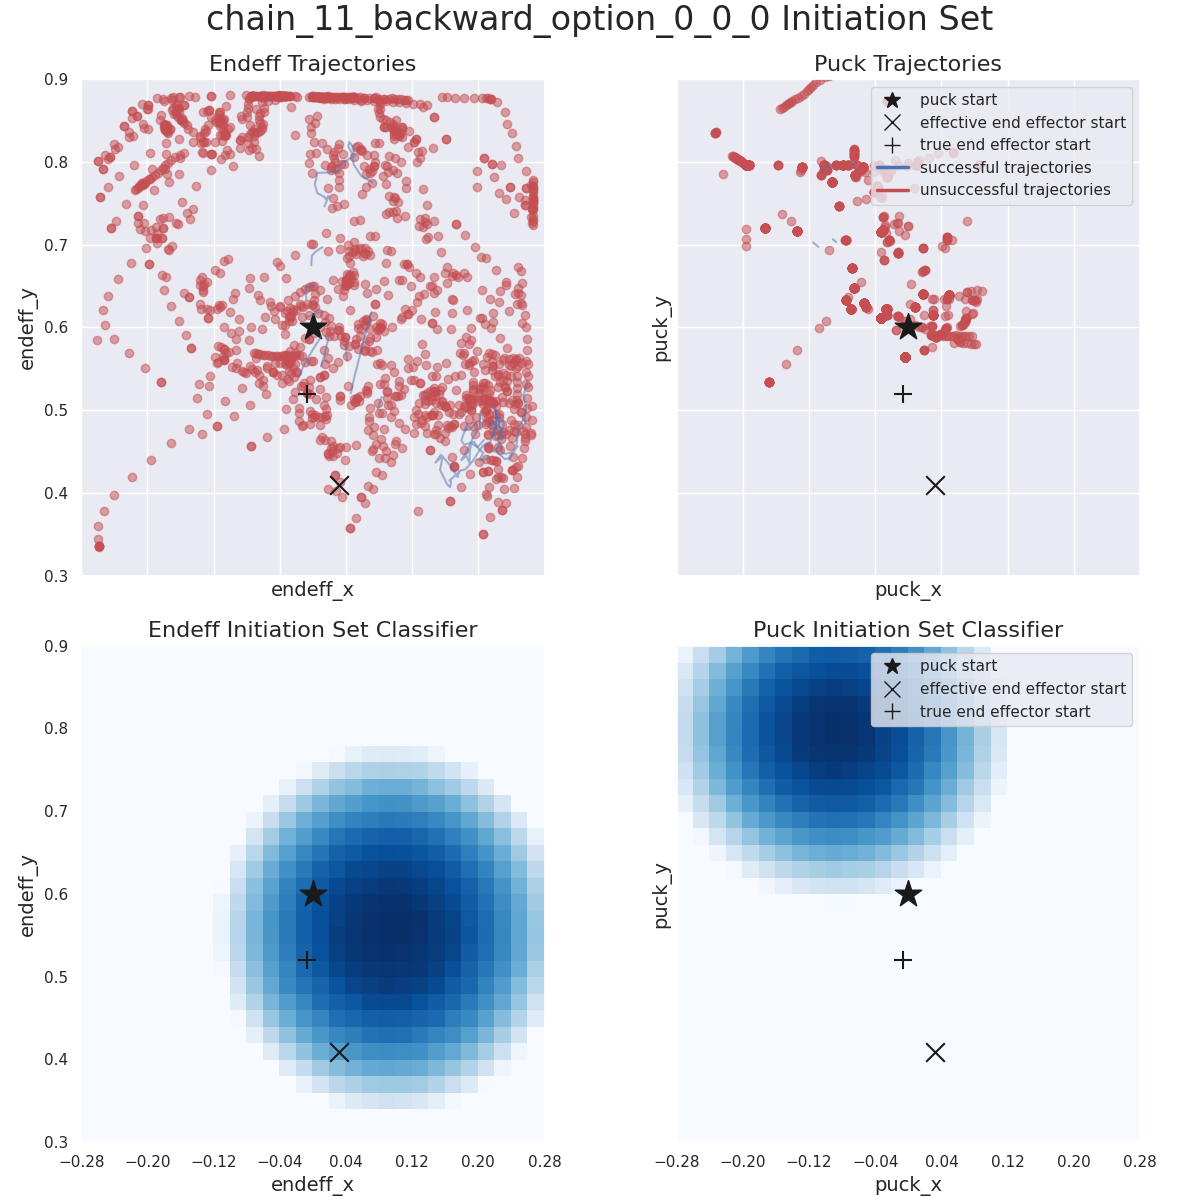 chain_11_backward_option_0_0_0 Initiation Set
Endeff Trajectories
0.9
0.8
0.7
0.6
0.5
0.4
0.3
endeff_y
endeff_x
Puck Trajectories
puck start
effective end effector start
true end effector start
successful trajectories
unsuccessful trajectories
puck_y
puck_x
Endeff Initiation Set Classifier
0.9
0.8
0.7
0.6
0.5
0.4
0.3
endeff_y
−0.28 −0.20 −0.12 −0.04 0.04 0.12 0.20 0.28
endeff_x
Puck Initiation Set Classifier
puck start
effective end effector start
true end effector start
puck_y
−0.28 −0.20 −0.12 −0.04 0.04 0.12 0.20 0.28
puck_x